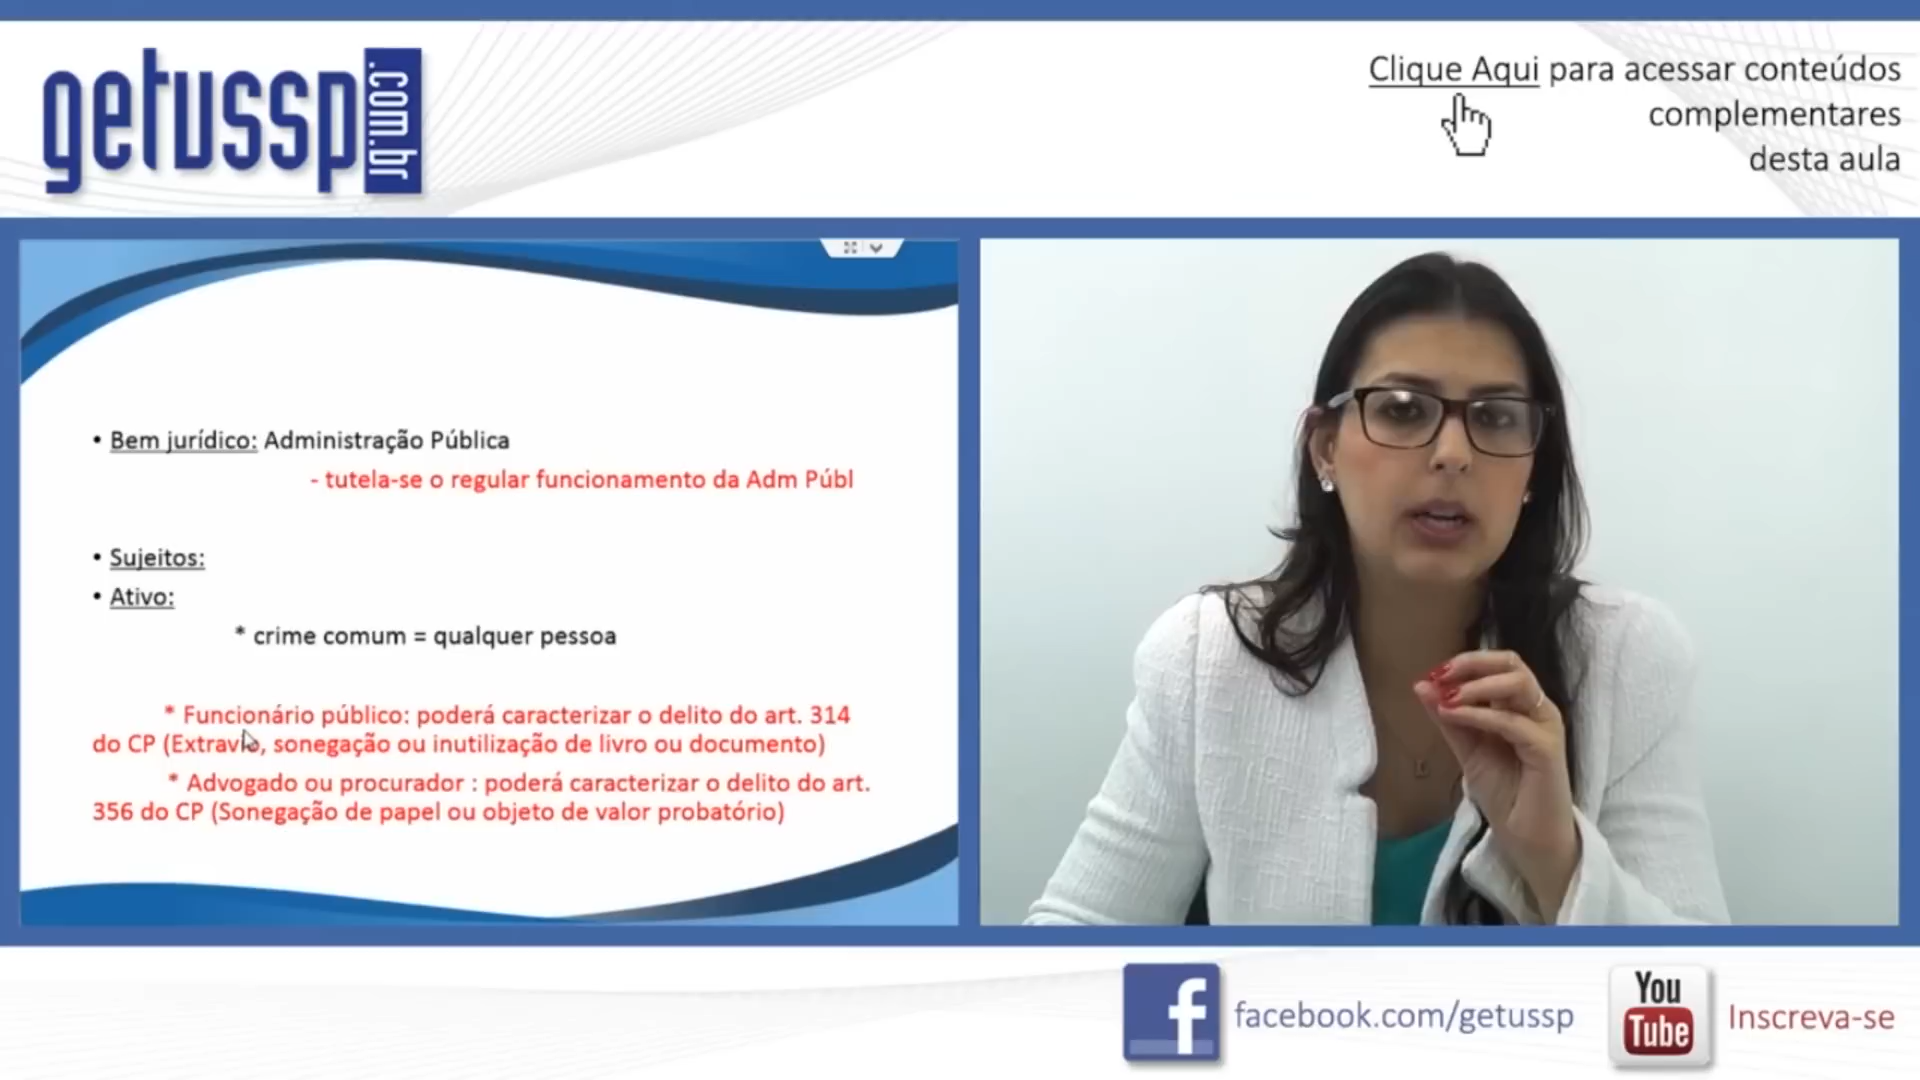 getussp.com.br
Clique Aqui para acessar conteúdos
complementares
desta aula
• Bem jurídico: Administração Pública
- tutela-se o regular funcionamento da Adm Públ
• Sujeitos:
• Ativo:
* crime comum = qualquer pessoa
* Funcionário público: poderá caracterizar o delito do art. 314
do CP (Extravio, sonegação ou inutilização de livro ou documento)
* Advogado ou procurador : poderá caracterizar o delito do art.
356 do CP (Sonegação de papel ou objeto de valor probatório)
f facebook.com/getussp
You
Tube
Inscreva-se